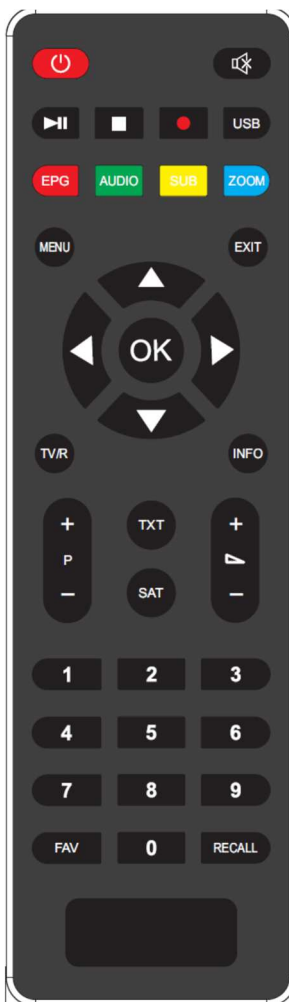 USB
EPG AUDIO SUB ZOOM
MENU EXIT
OK
TV/R INFO
+ TXT +
P
- SAT -
1 2 3
4 5 6
7 8 9
FAV 0 RECALL